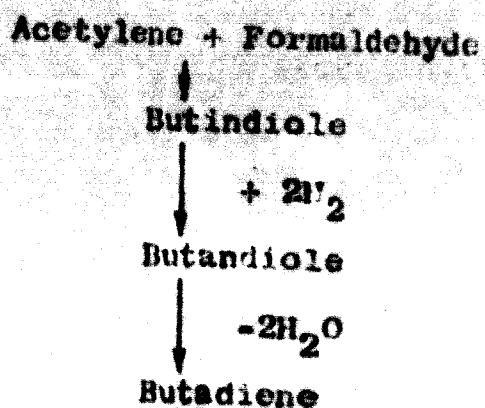 Acetylene + Formaldehyde
Butindiole
+ 2H₂
Butandiole
-2H₂O
Butadiene